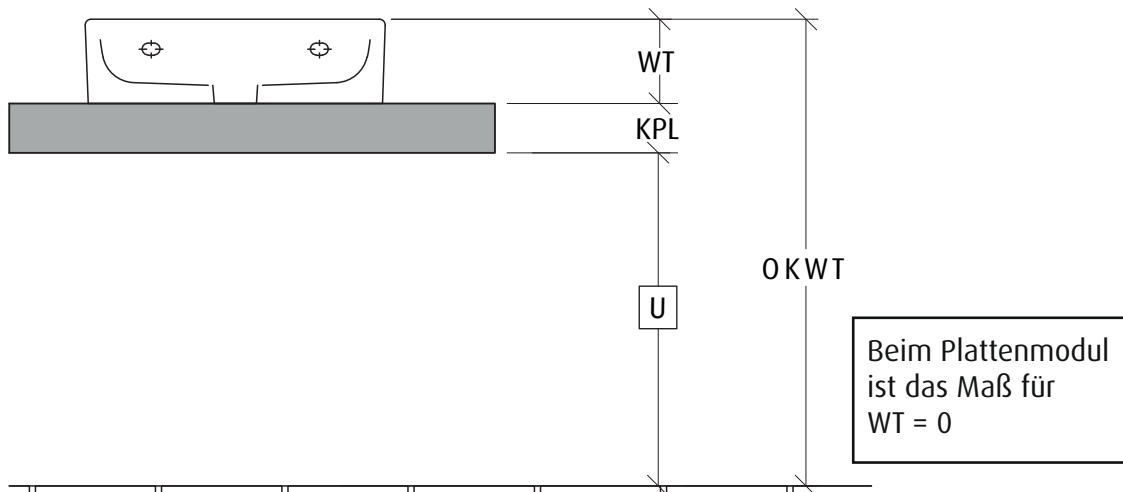 WT
KPL
OKWT
U
Beim Plattenmodul
ist das Maß für
WT = 0